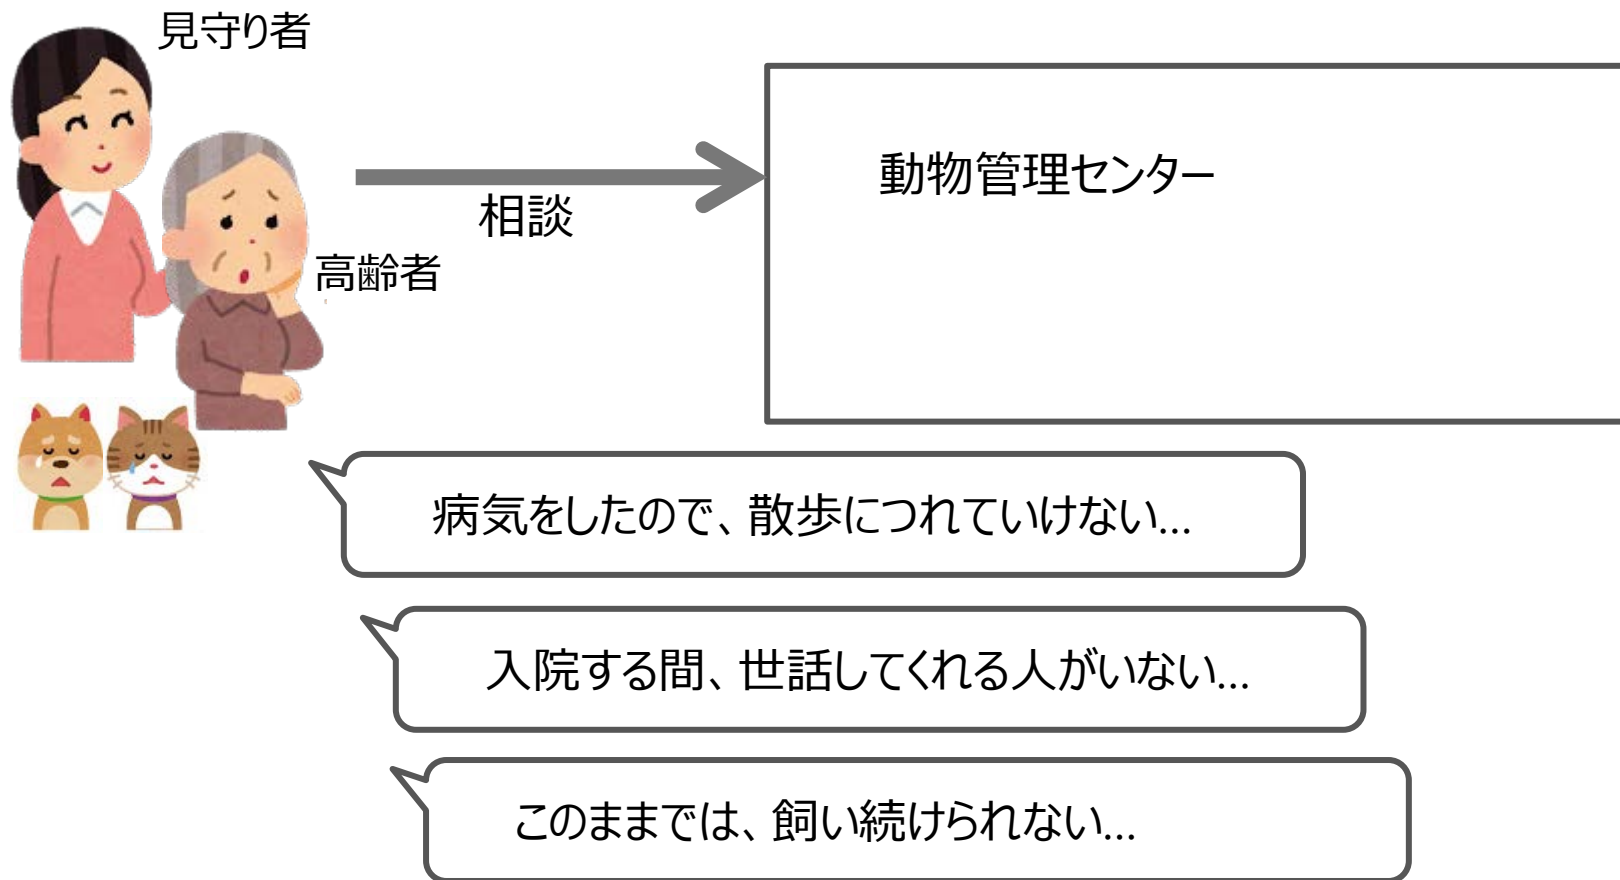 見守り者
動物管理センター
相談
高齢者
病気をしたので、散歩につれていけない…
入院する間、世話してくれる人がいない…
このままでは、飼い続けられない…